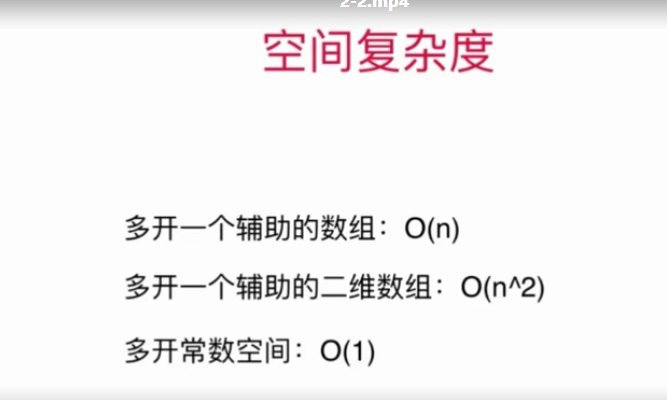 2-2.mp4
空间复杂度
多开一个辅助的数组：O(n)
多开一个辅助的二维数组：O(n^2)
多开常数空间：O(1)